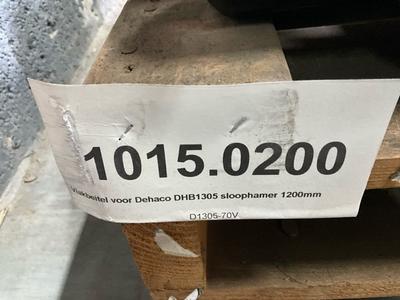 1015.0200
Vlakbeitel voor Dehaco DHB1305 sloophamer 1200mm
D1305-70V